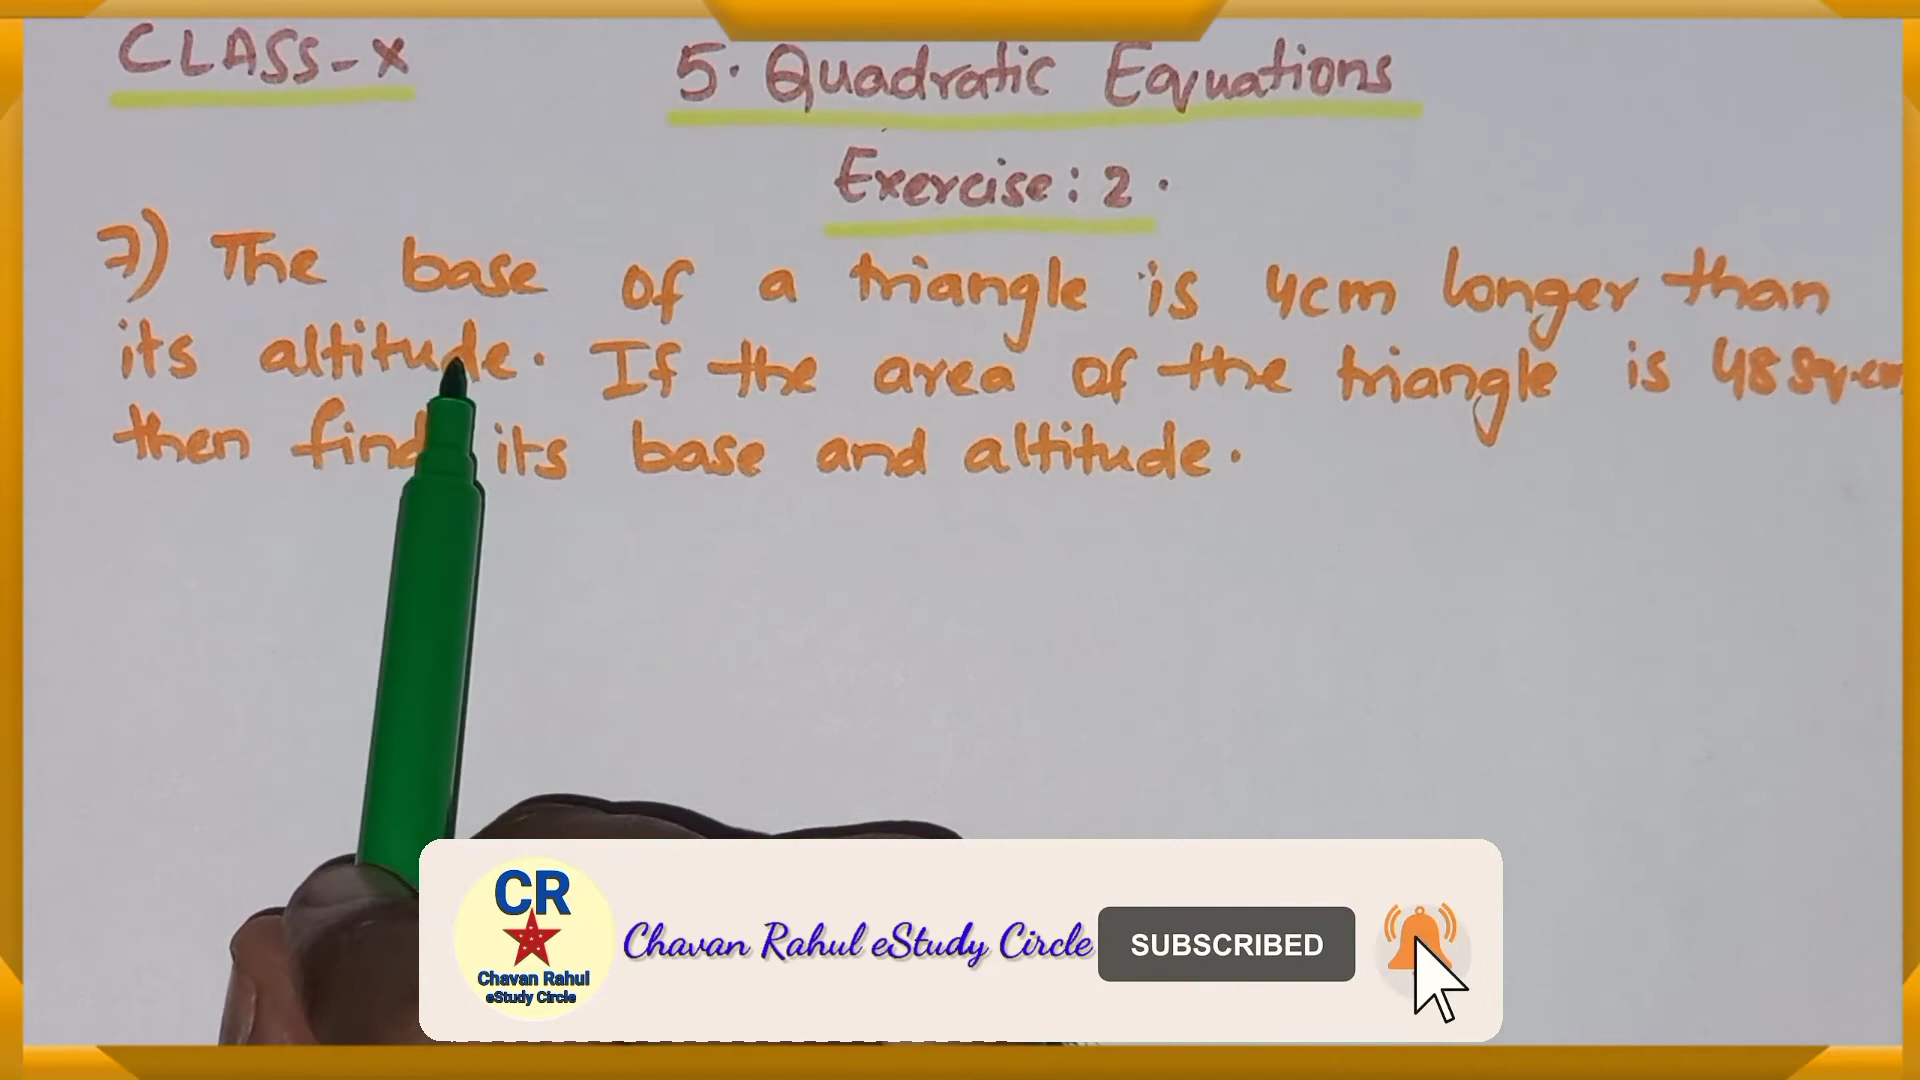 CLASS-X
5. Quadratic Equations
Exercise: 2.
7) The base of a triangle is 4cm longer than
its altitude. If the area of the triangle is 48 Sq.cm
then find its base and altitude.
CR
Chavan Rahul
eStudy Circle
Chavan Rahul eStudy Circle
SUBSCRIBED